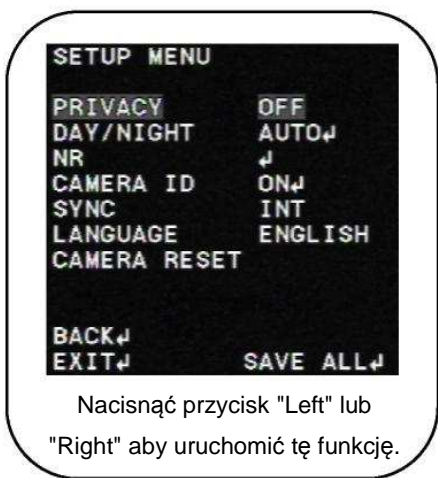 SETUP MENU
PRIVACY OFF
DAY/NIGHT AUTO↲
NR ↲
CAMERA ID ON↲
SYNC INT
LANGUAGE ENGLISH
CAMERA RESET
BACK↲
EXIT↲ SAVE ALL↲
Nacisnąć przycisk "Left" lub
"Right" aby uruchomić tę funkcję.